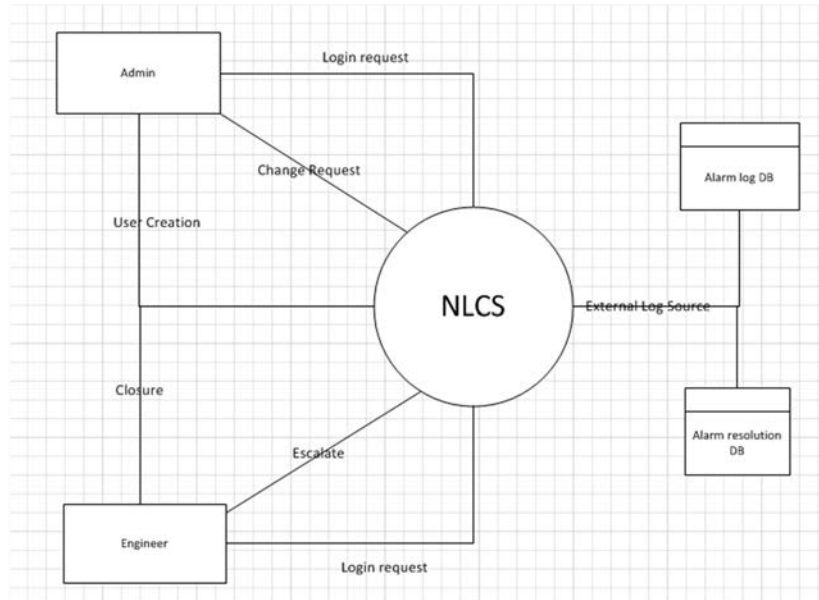 Login request
Admin
Change Request
Alarm log DB
User Creation
NLCS
External Log Source
Closure
Alarm resolution
DB
Escalate
Engineer
Login request